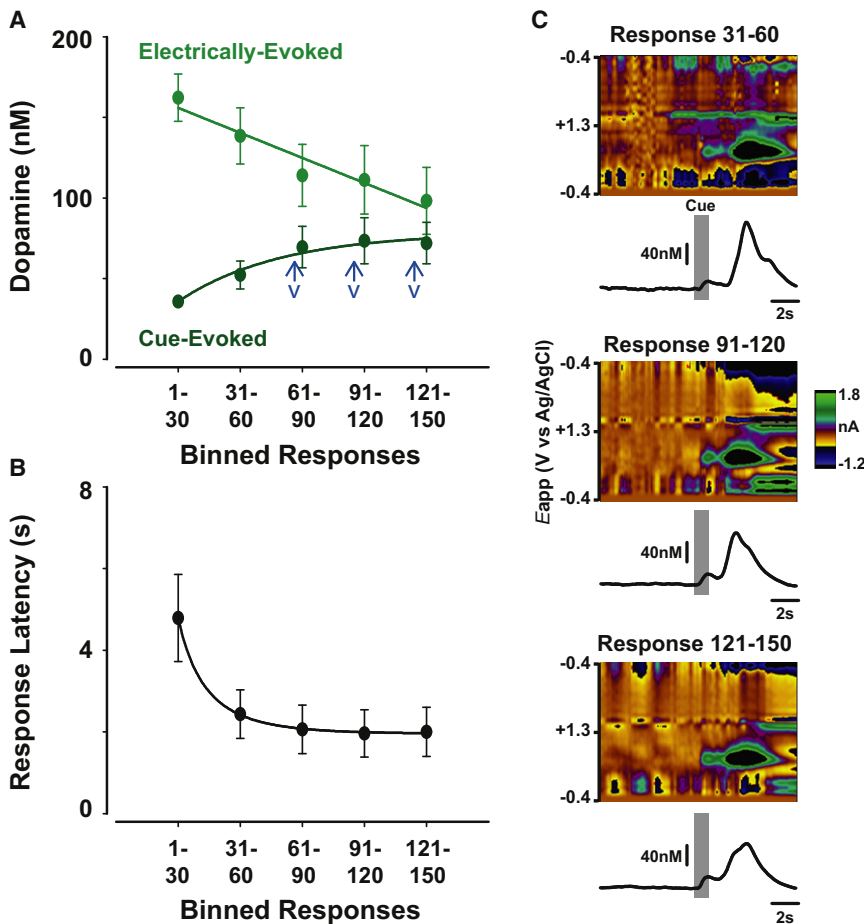 A
200
Electrically-Evoked
Dopamine (nM)
100
V V V
Cue-Evoked
0
1-30 31-60 61-90 91-120 121-150
Binned Responses
B
8
Response Latency (s)
4
0
1-30 31-60 61-90 91-120 121-150
Binned Responses
C
Response 31-60
-0.4
+1.3
-0.4
Cue
40nM
2s
Response 91-120
-0.4
+1.3
-0.4
Eapp (V vs Ag/AgCl)
1.8
nA
-1.2
40nM
2s
Response 121-150
-0.4
+1.3
-0.4
40nM
2s